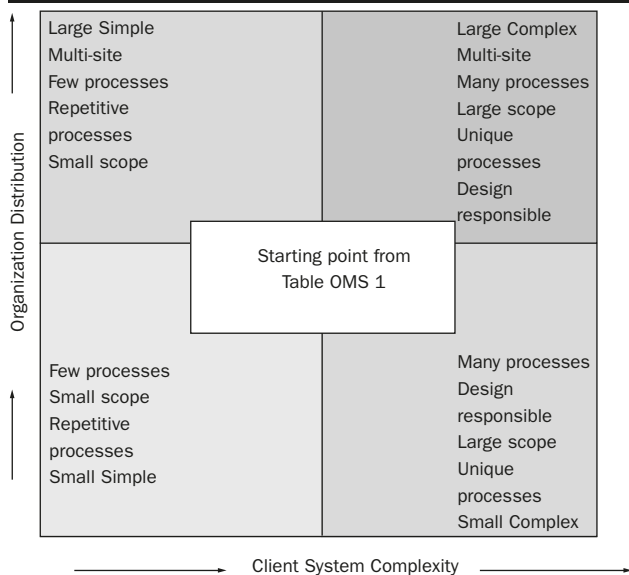 Large Simple
Multi-site
Few processes
Repetitive
processes
Small scope
Large Complex
Multi-site
Many processes
Large scope
Unique
processes
Design
responsible
Organization Distribution
Starting point from
Table OMS 1
Few processes
Small scope
Repetitive
processes
Small Simple
Many processes
Design
responsible
Large scope
Unique
processes
Small Complex
Client System Complexity